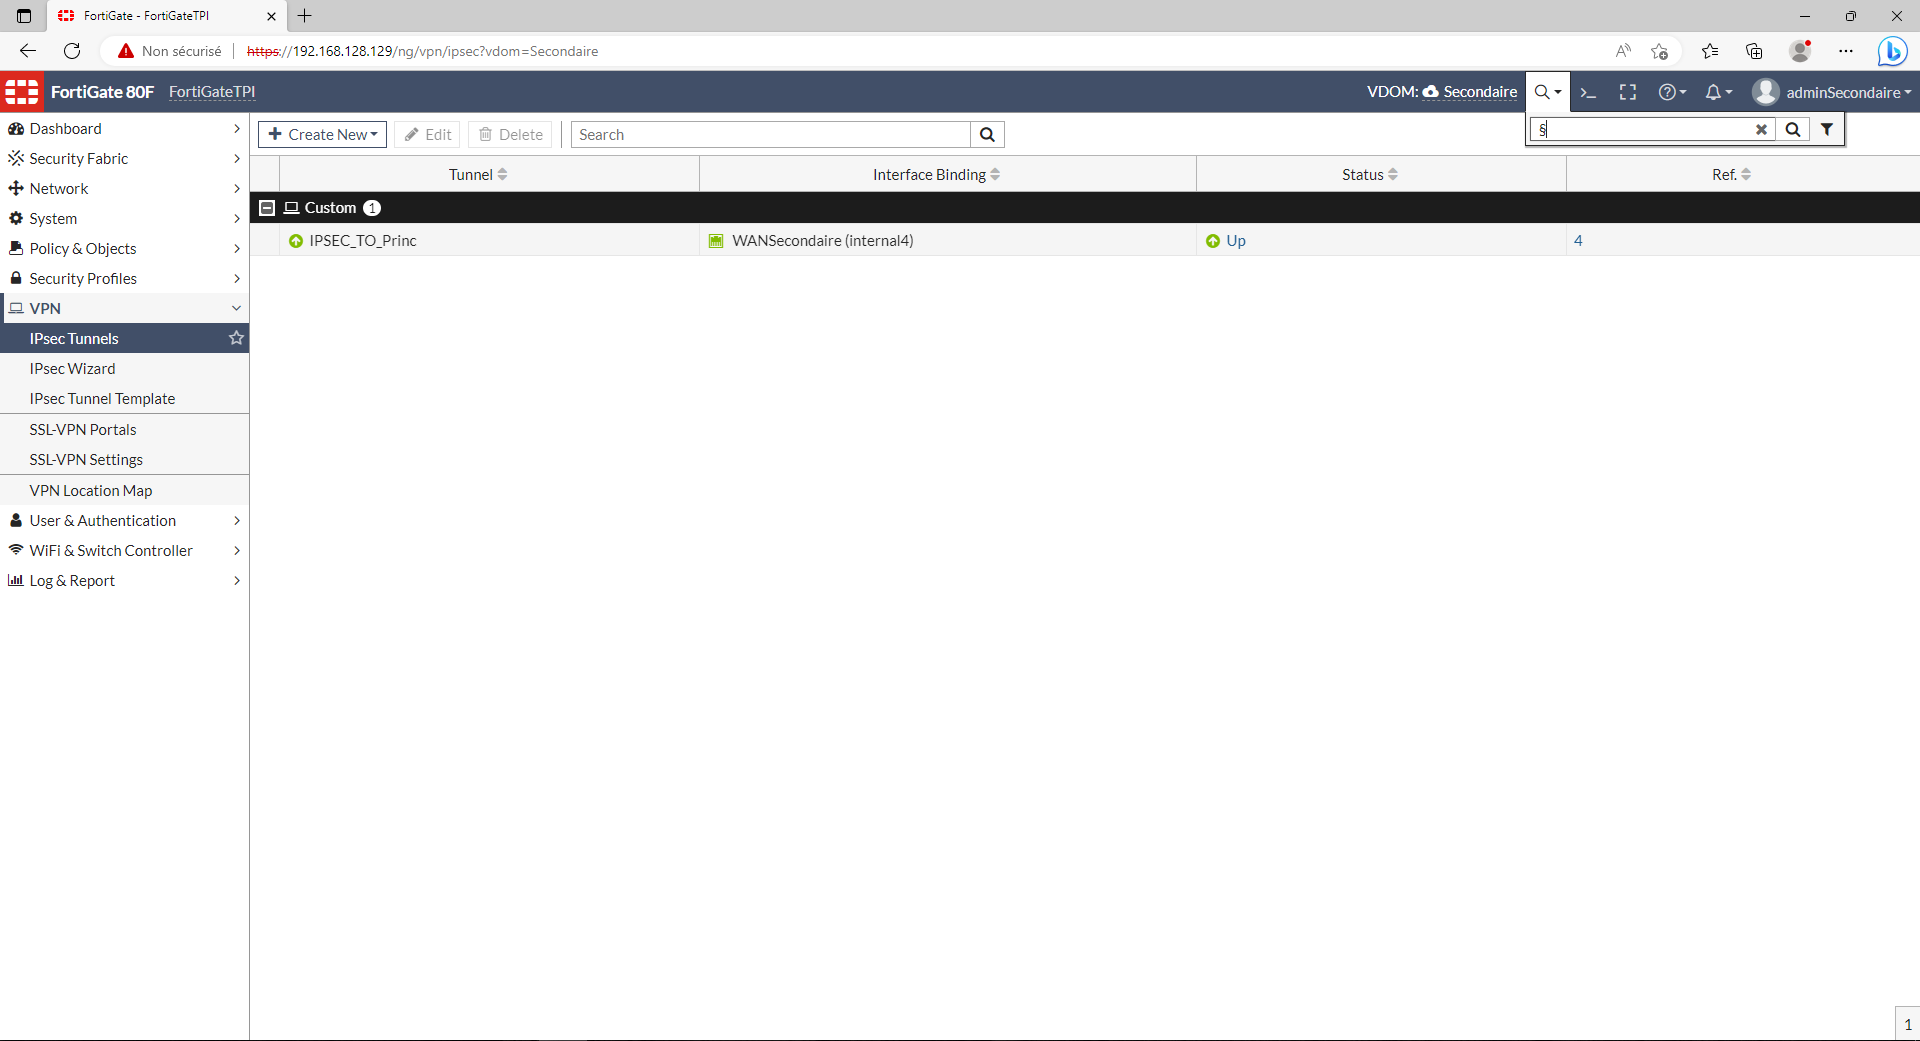 FortiGate - FortiGateTPI
Non sécurisé
https://192.168.128.129/ng/vpn/ipsec?vdom=Secondaire
FortiGate 80F
FortiGateTPI
VDOM: Secondaire
adminSecondaire
§
Dashboard
Security Fabric
Network
System
Policy & Objects
Security Profiles
VPN
IPsec Tunnels
IPsec Wizard
IPsec Tunnel Template
SSL-VPN Portals
SSL-VPN Settings
VPN Location Map
User & Authentication
WiFi & Switch Controller
Log & Report
Create New
Edit
Delete
Search
Tunnel
Interface Binding
Status
Ref.
Custom 1
IPSEC_TO_Princ
WANSecondaire (internal4)
Up
4
1